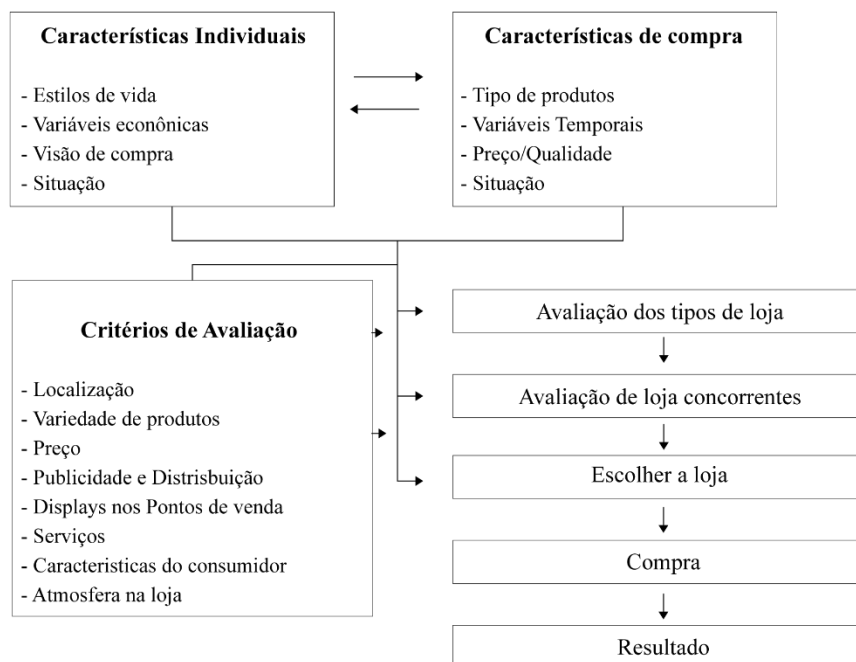 Características Individuais
- Estilos de vida
- Variáveis econômicas
- Visão de compra
- Situação
Características de compra
- Tipo de produtos
- Variáveis Temporais
- Preço/Qualidade
- Situação
Critérios de Avaliação
- Localização
- Variedade de produtos
- Preço
- Publicidade e Distrisbuição
- Displays nos Pontos de venda
- Serviços
- Caracteristicas do consumidor
- Atmosfera na loja
Avaliação dos tipos de loja
Avaliação de loja concorrentes
Escolher a loja
Compra
Resultado